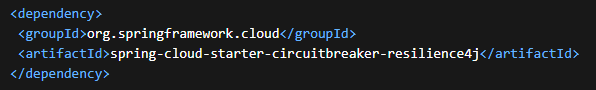 <dependency>
<groupId>org.springframework.cloud</groupId>
<artifactId>spring-cloud-starter-circuitbreaker-resilience4j</artifactId>
</dependency>